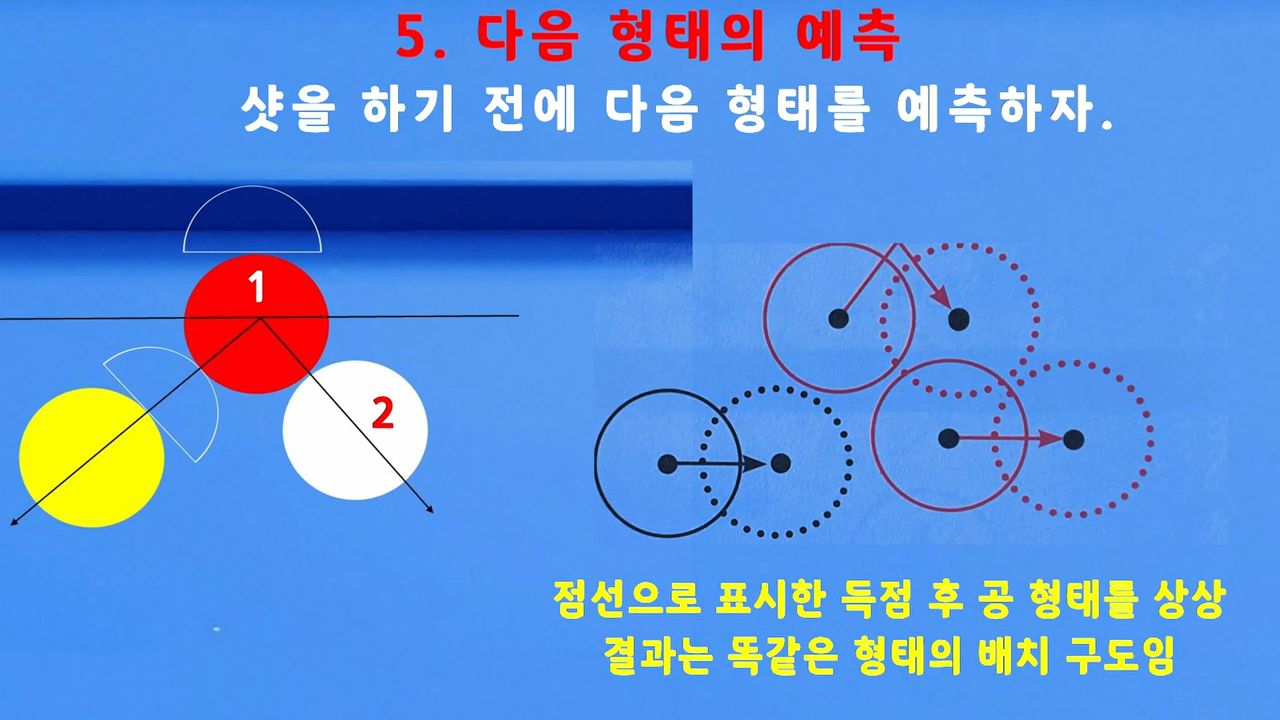 5. 다음 형태의 예측
샷을 하기 전에 다음 형태를 예측하자.
1
2
점선으로 표시한 득점 후 공 형태를 상상
결과는 똑같은 형태의 배치 구도임